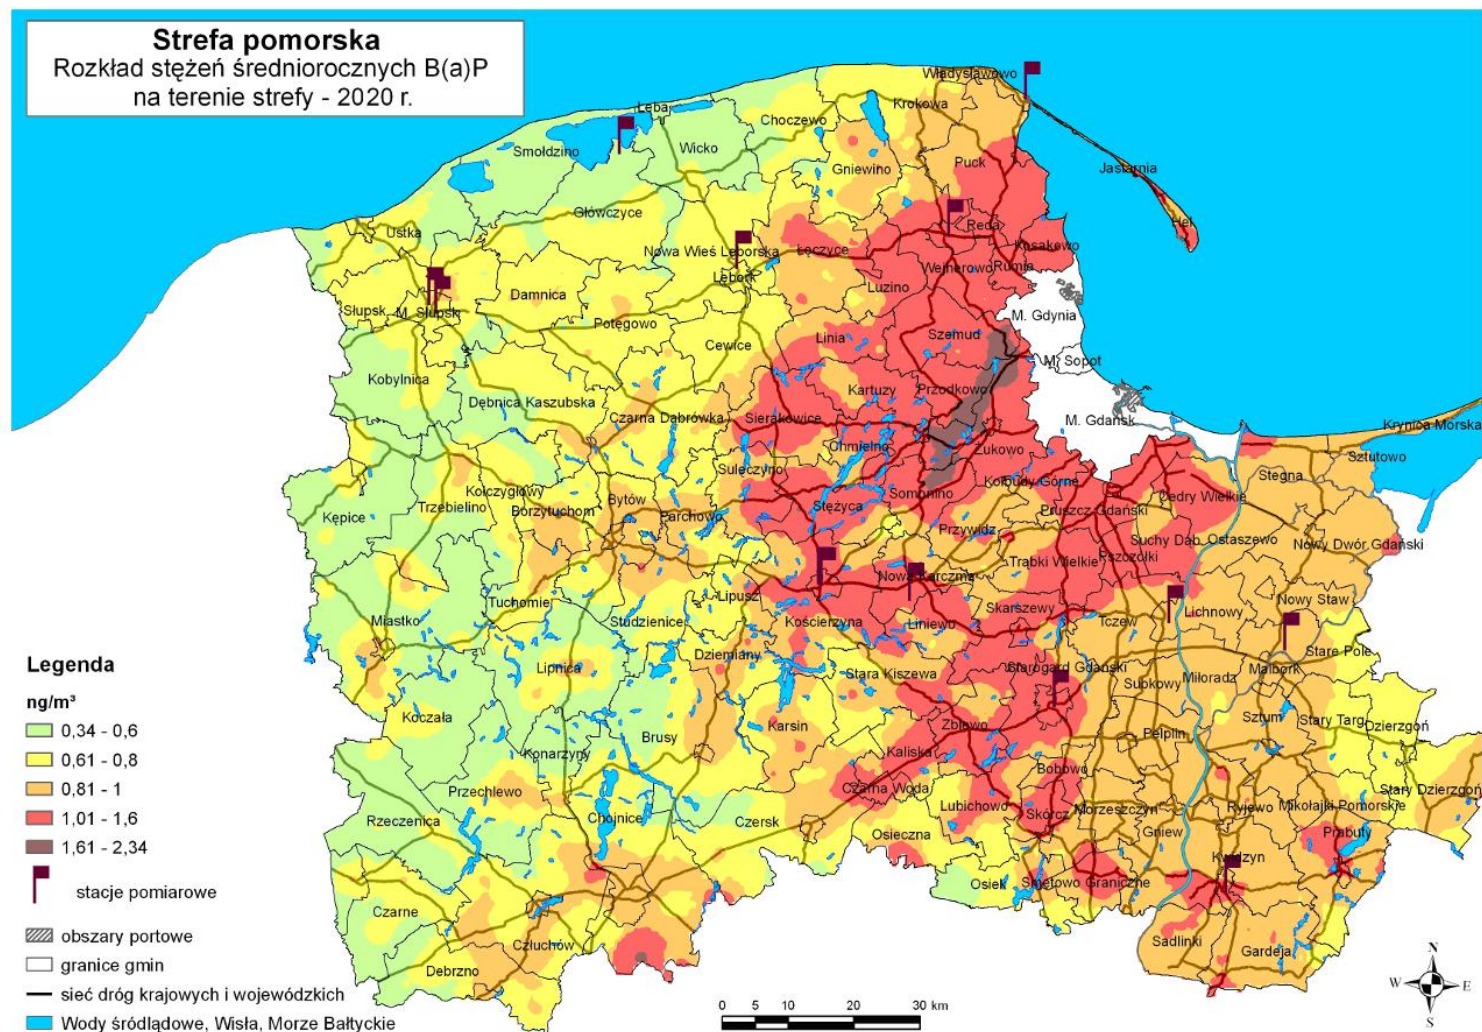 Strefa pomorska
Rozkład stężeń średniorocznych B(a)P
na terenie strefy - 2020 r.
Władysławowo
Krokowa
Łeba
Choczewo
Wicko
Smołdzino
Puck
Gniewino
Jastarnia
Główczyce
Hel
Ustka
Reda
Nowa Wieś Lęborska
Łęczyce
Kosakowo
Wejherowo
Rumia
Lębork
Luzino
Damnica
Słupsk
M. Słupsk
M. Gdynia
Potęgowo
Szemud
Linia
Cewice
M. Sopot
Kobylnica
Kartuzy
Przodkowo
Dębnica Kaszubska
Czarna Dąbrówka
Sierakowice
M. Gdańsk
Krynica Morska
Chmielno
Żukowo
Sztutowo
Sulęczyno
Stegna
Kołczygłowy
Kolbudy Górne
Somonino
Cedry Wielkie
Bytów
Trzebielino
Stężyca
Borzytuchom
Pruszcz Gdański
Kępice
Parchowo
Przywidz
Suchy Dąb
Ostaszewo
Nowy Dwór Gdański
Pszczółki
Trąbki Wielkie
Nowa Karczma
Lipusz
Nowy Staw
Tuchomie
Skarszewy
Lichnowy
Miastko
Studzienice
Kościerzyna
Liniewo
Tczew
Dziemiany
Stare Pole
Lipnica
Starogard Gdański
Malbork
Stara Kiszewa
Subkowy
Miłoradz
Koczała
Sztum
Stary Targ
Dzierzgoń
Karsin
Zblewo
Brusy
Pelplin
Konarzyny
Kaliska
Bobowo
Czarna Woda
Przechlewo
Stary Dzierzgoń
Lubichowo
Morzeszczyn
Ryjewo
Mikołajki Pomorskie
Skórcz
Chojnice
Czersk
Rzeczenica
Osieczna
Gniew
Prabuty
Kwidzyn
Osiek
Smętowo Graniczne
Czarne
Człuchów
Sadlinki
Gardeja
Debrzno
Legenda
ng/m³
0,34 - 0,6
0,61 - 0,8
0,81 - 1
1,01 - 1,6
1,61 - 2,34
stacje pomiarowe
obszary portowe
granice gmin
sieć dróg krajowych i wojewódzkich
Wody śródlądowe, Wisła, Morze Bałtyckie
0 5 10 20 30 km
N
W
E
S